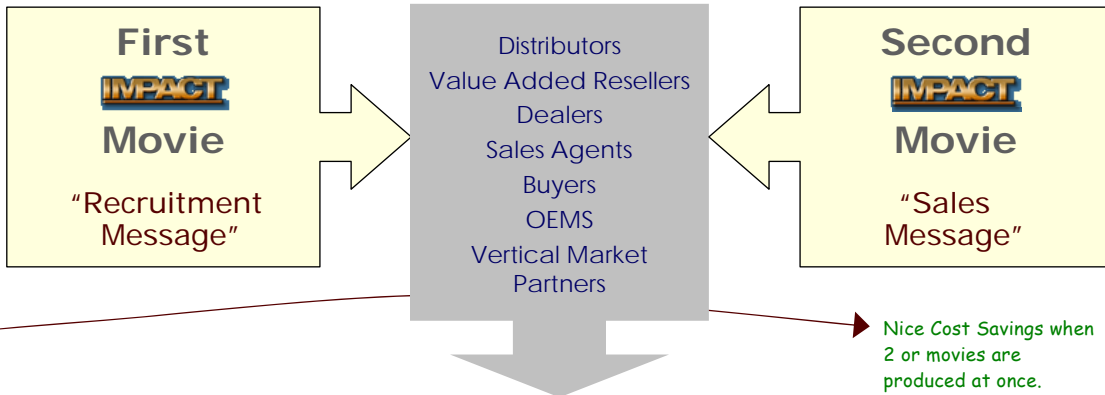 First
IMPACT
Movie
“Recruitment
Message”
Distributors
Value Added Resellers
Dealers
Sales Agents
Buyers
OEMS
Vertical Market
Partners
Second
IMPACT
Movie
“Sales
Message”
Nice Cost Savings when
2 or movies are
produced at once.